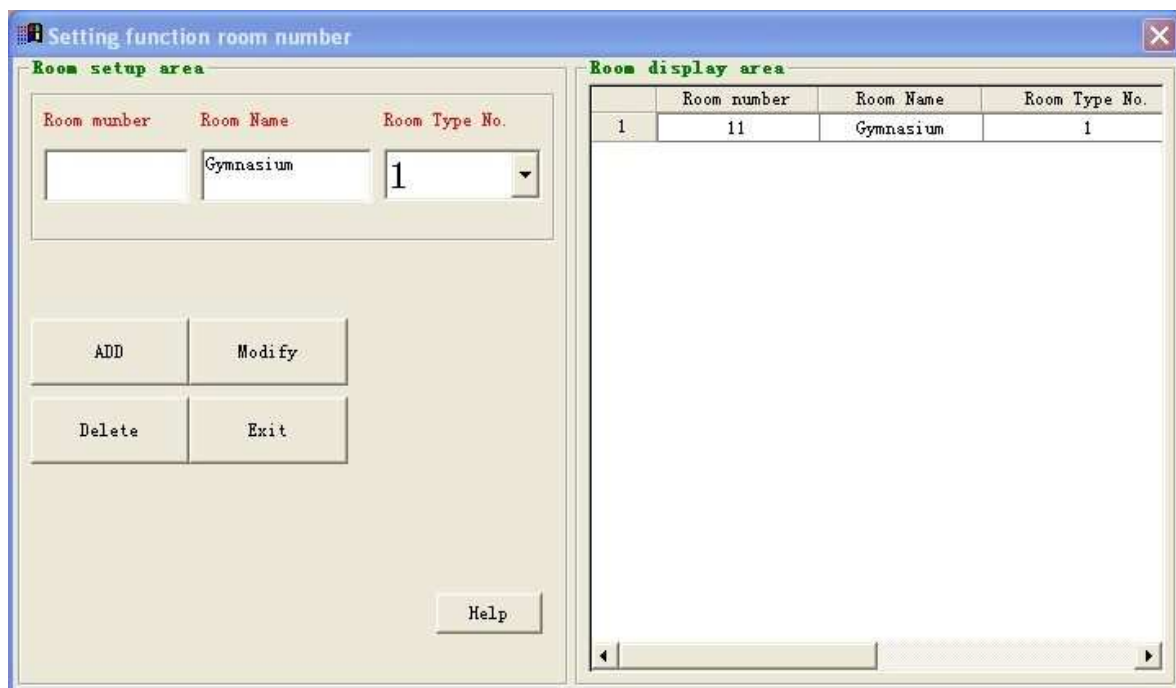 Setting function room number
Room setup area
Room munber Room Name Room Type No.
Gymnasium 1
ADD Modify
Delete Exit
Help
Room display area
Room number Room Name Room Type No.
1 11 Gymnasium 1